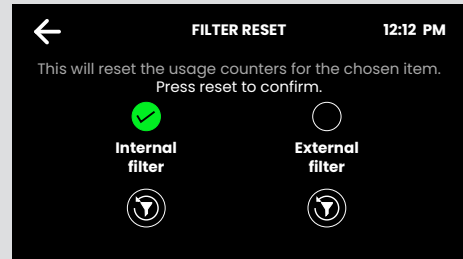 FILTER RESET 12:12 PM
This will reset the usage counters for the chosen item.
Press reset to confirm.
Internal filter
External filter